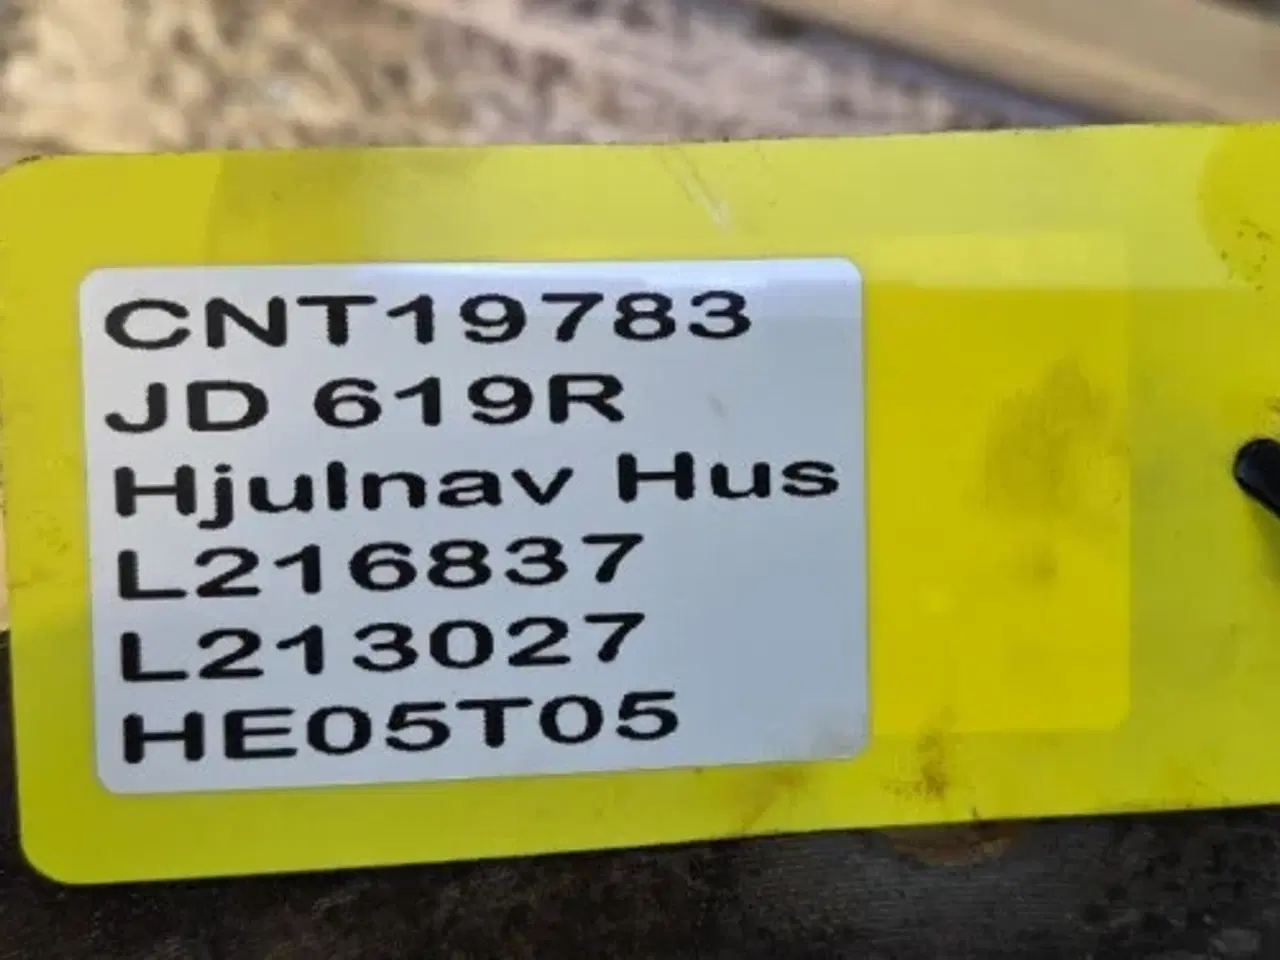 CNT19783
JD 619R
Hjulnav Hus
L216837
L213027
HE05T05